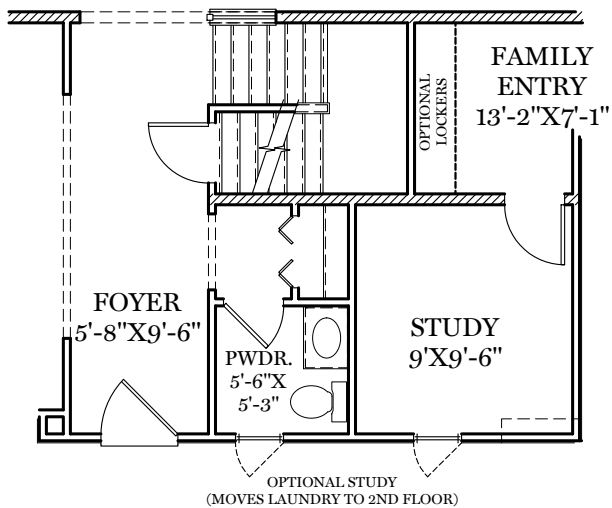 FAMILY
ENTRY
13'-2"X7'-1"
OPTIONAL
LOCKERS
FOYER
5'-8"X9'-6"
STUDY
9'X9'-6"
PWDR.
5'-6"X
5'-3"
OPTIONAL STUDY
(MOVES LAUNDRY TO 2ND FLOOR)